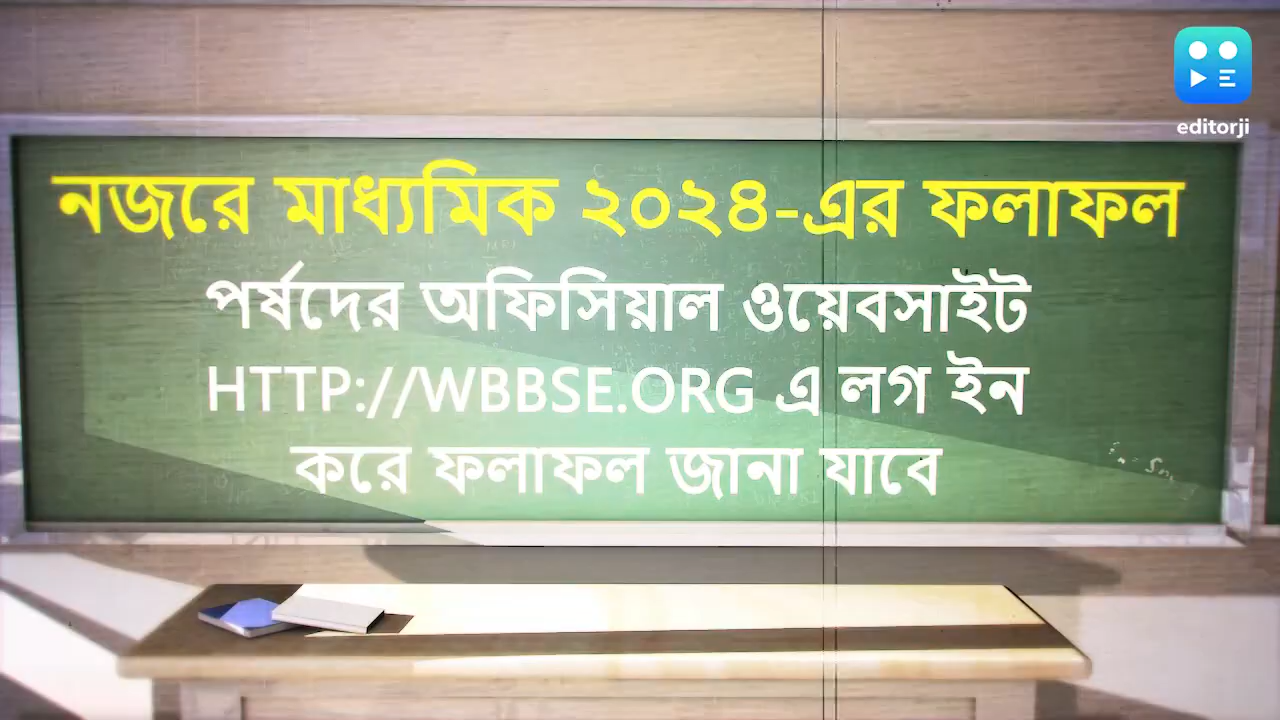 editorji
নজরে মাধ্যমিক ২০২৪-এর ফলাফল
পর্ষদের অফিসিয়াল ওয়েবসাইট
HTTP://WBBSE.ORG এ লগ ইন
করে ফলাফল জানা যাবে